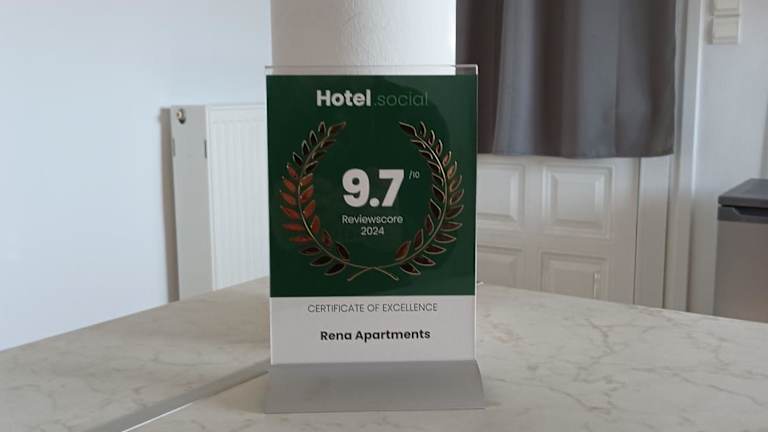 Hotel.social
9.7 /10
Reviewscore
2024
CERTIFICATE OF EXCELLENCE
Rena Apartments